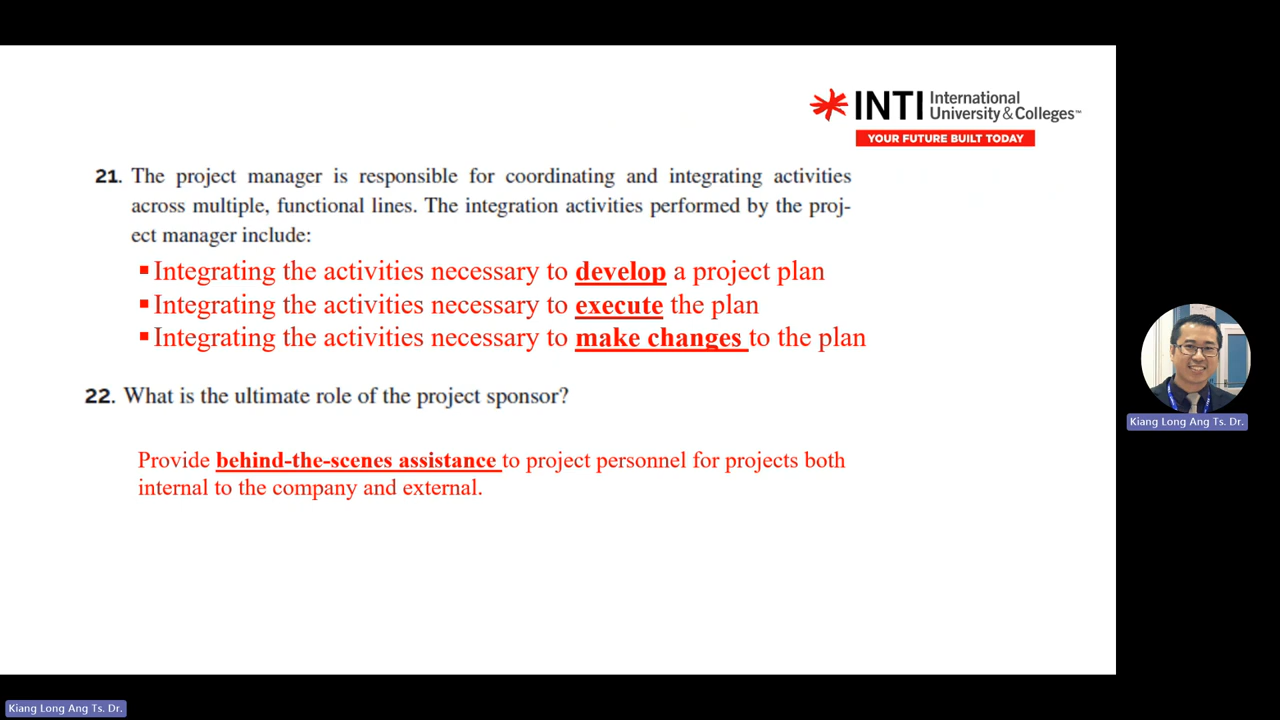 INTI International
University & Colleges™
YOUR FUTURE BUILT TODAY
21. The project manager is responsible for coordinating and integrating activities
across multiple, functional lines. The integration activities performed by the proj-
ect manager include:
▪ Integrating the activities necessary to develop a project plan
▪ Integrating the activities necessary to execute the plan
▪ Integrating the activities necessary to make changes to the plan
22. What is the ultimate role of the project sponsor?
Provide behind-the-scenes assistance to project personnel for projects both
internal to the company and external.
Kiang Long Ang Ts. Dr.
Kiang Long Ang Ts. Dr.